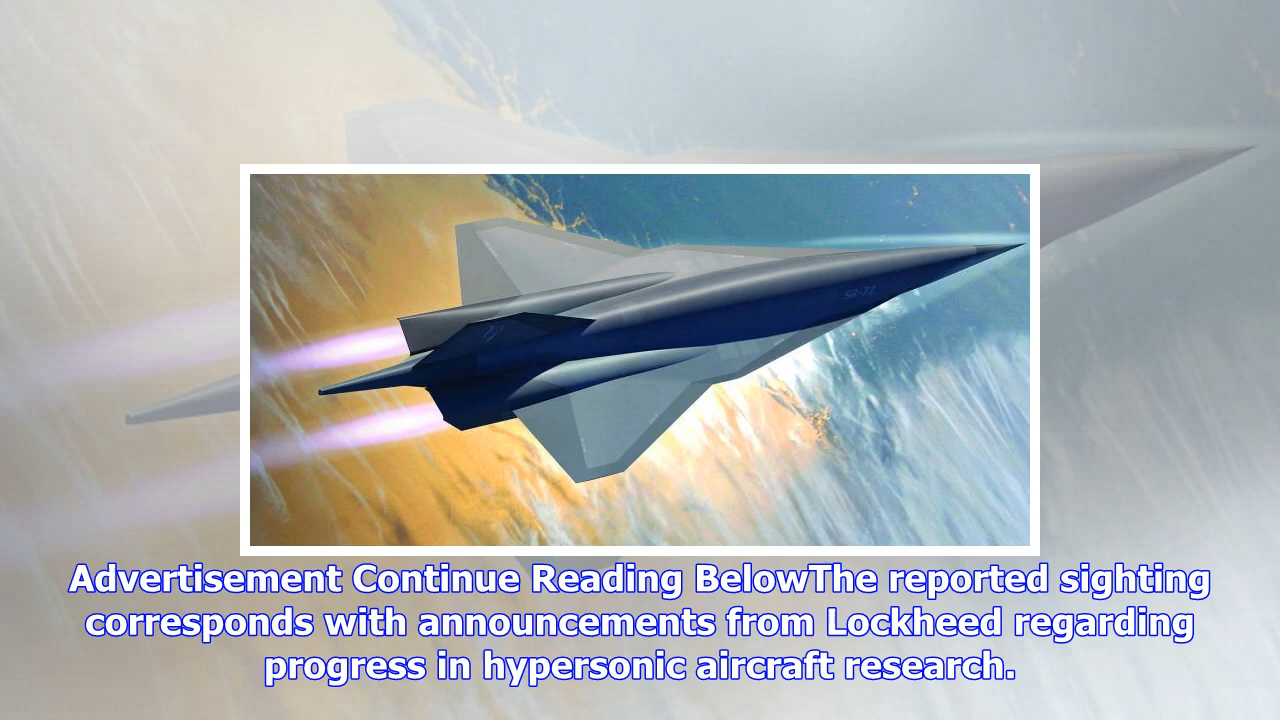 SR-72
Advertisement Continue Reading BelowThe reported sighting
corresponds with announcements from Lockheed regarding
progress in hypersonic aircraft research.